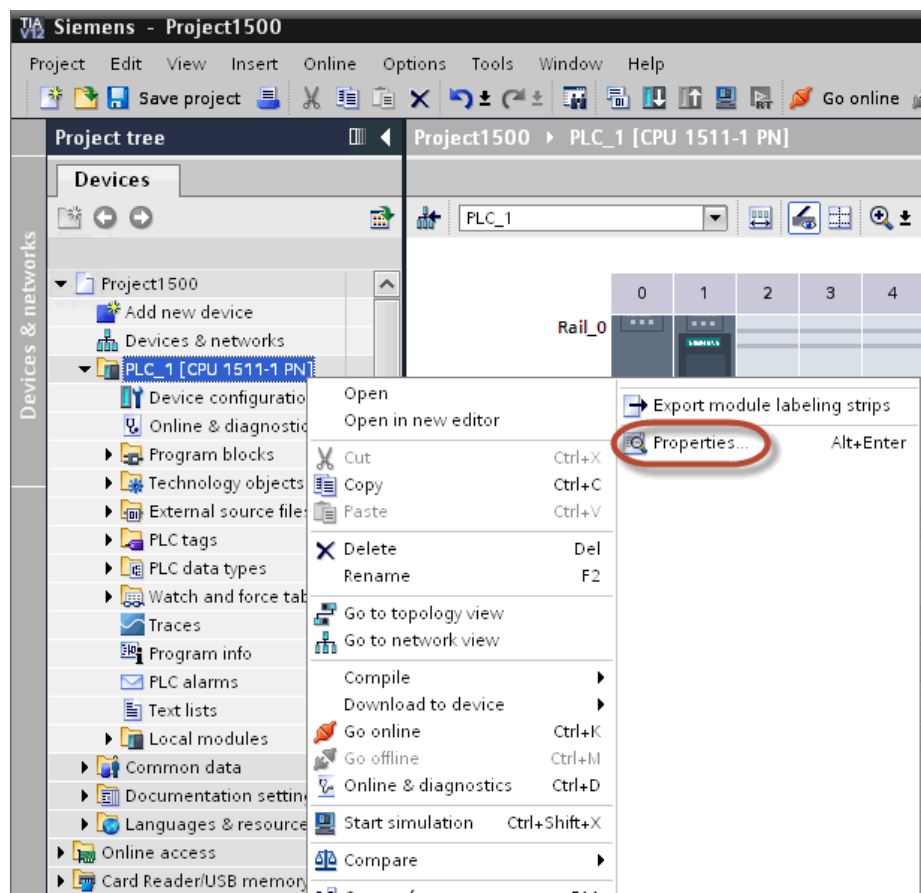 TIA V12 Siemens - Project1500
Project Edit View Insert Online Options Tools Window Help
Save project Go online
Project tree
Project1500 PLC_1 [CPU 1511-1 PN]
Devices
PLC_1
Devices & networks
Project1500
Add new device
Devices & networks
PLC_1 [CPU 1511-1 PN]
Device configuratio
Online & diagnostic
Program blocks
Technology objects
External source file
PLC tags
PLC data types
Watch and force tab
Traces
Program info
PLC alarms
Text lists
Local modules
Common data
Documentation settin
Languages & resource
Online access
Card Reader/USB memor
0 1 2 3 4
Rail_0
SIEMENS
Open
Open in new editor
Cut Ctrl+X
Copy Ctrl+C
Paste Ctrl+V
Delete Del
Rename F2
Go to topology view
Go to network view
Compile
Download to device
Go online Ctrl+K
Go offline Ctrl+M
Online & diagnostics Ctrl+D
Start simulation Ctrl+Shift+X
Compare
Export module labeling strips
Properties... Alt+Enter